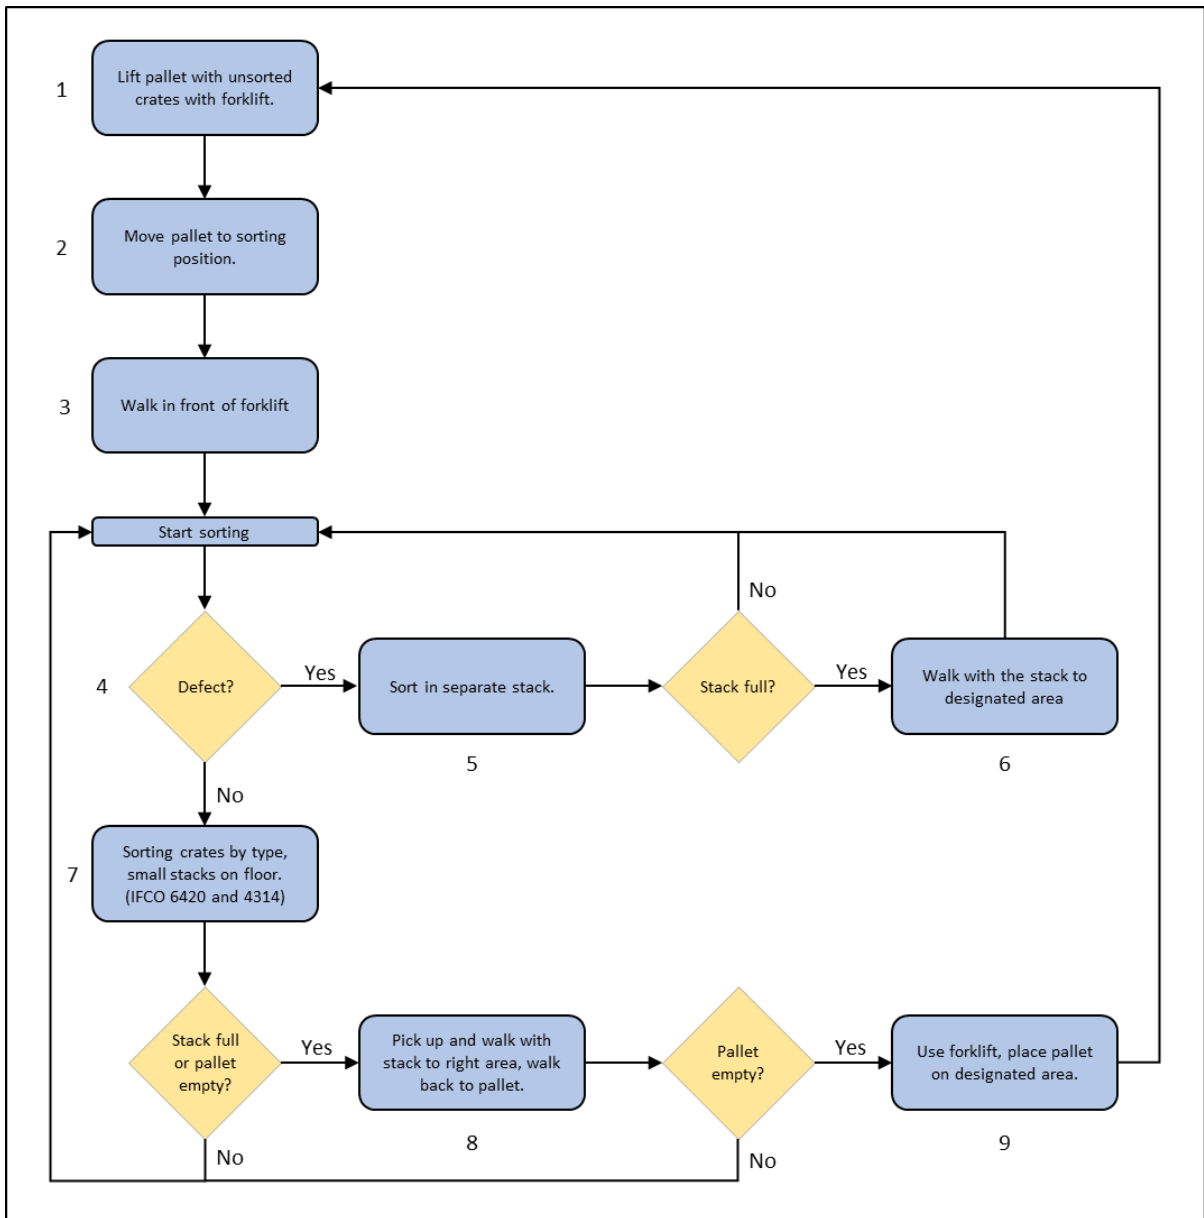 1
Lift pallet with unsorted
crates with forklift.
2
Move pallet to sorting
position.
3
Walk in front of forklift
Start sorting
No
4
Defect?
Yes
Sort in separate stack.
Stack full?
Yes
Walk with the stack to
designated area
5
6
No
7
Sorting crates by type,
small stacks on floor.
(IFCO 6420 and 4314)
Stack full
or pallet
empty?
Yes
Pick up and walk with
stack to right area, walk
back to pallet.
Pallet
empty?
Yes
Use forklift, place pallet
on designated area.
8
9
No
No